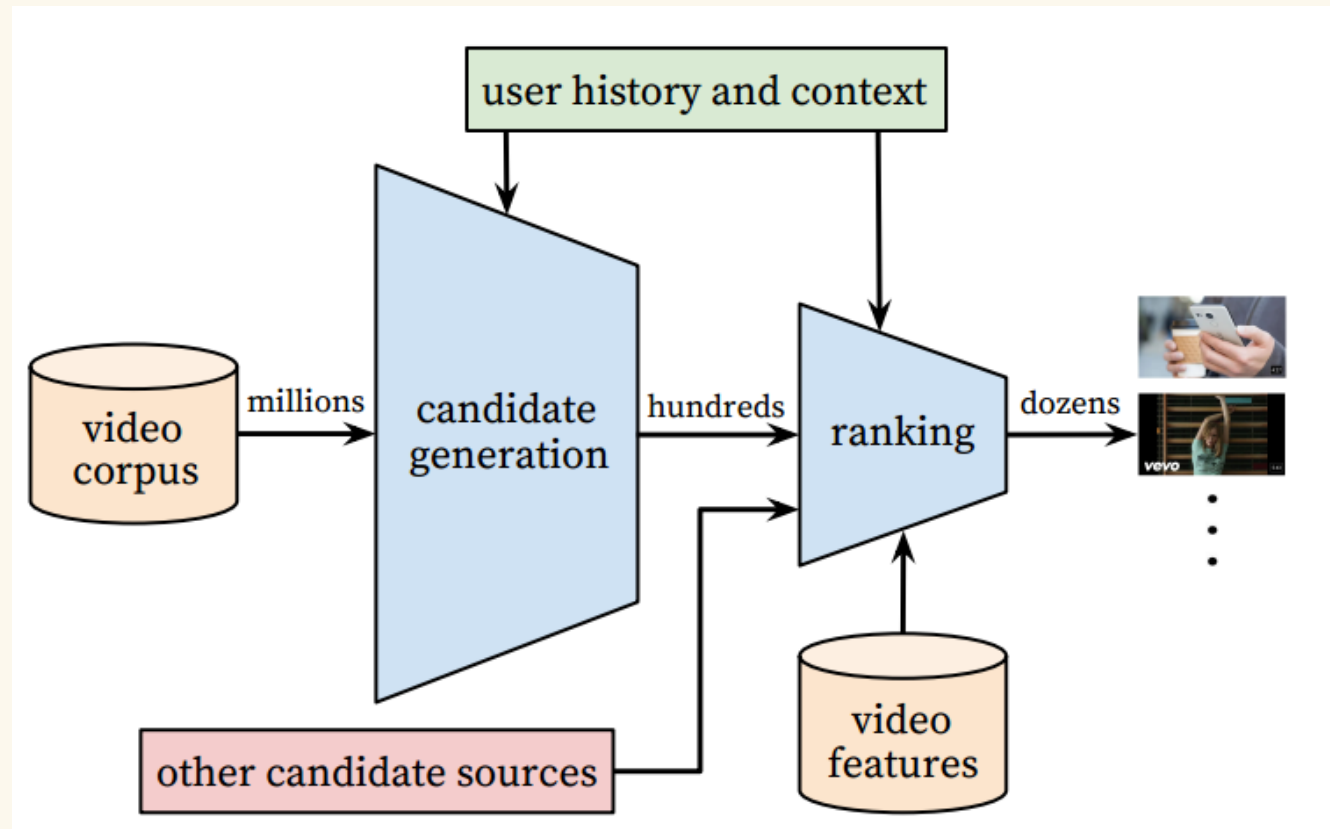 user history and context
video
corpus
millions
candidate
generation
hundreds
ranking
dozens
vevo
other candidate sources
video
features